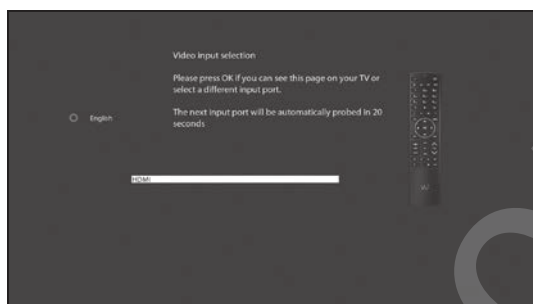 Video input selection
Please press OK if you can see this page on your TV or
select a different input port.
The next input port will be automatically probed in 20
seconds
English
HDMI